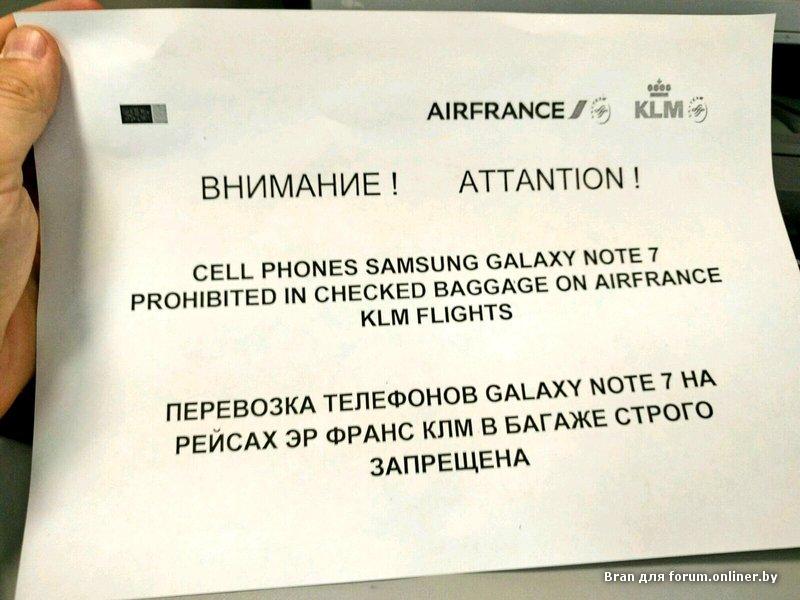 AIRFRANCE KLM
ВНИМАНИЕ ! ATTANTION !
CELL PHONES SAMSUNG GALAXY NOTE 7
PROHIBITED IN CHECKED BAGGAGE ON AIRFRANCE
KLM FLIGHTS
ПЕРЕВОЗКА ТЕЛЕФОНОВ GALAXY NOTE 7 НА
РЕЙСАХ ЭР ФРАНС КЛМ В БАГАЖЕ СТРОГО
ЗАПРЕЩЕНА
Bran для forum.onliner.by